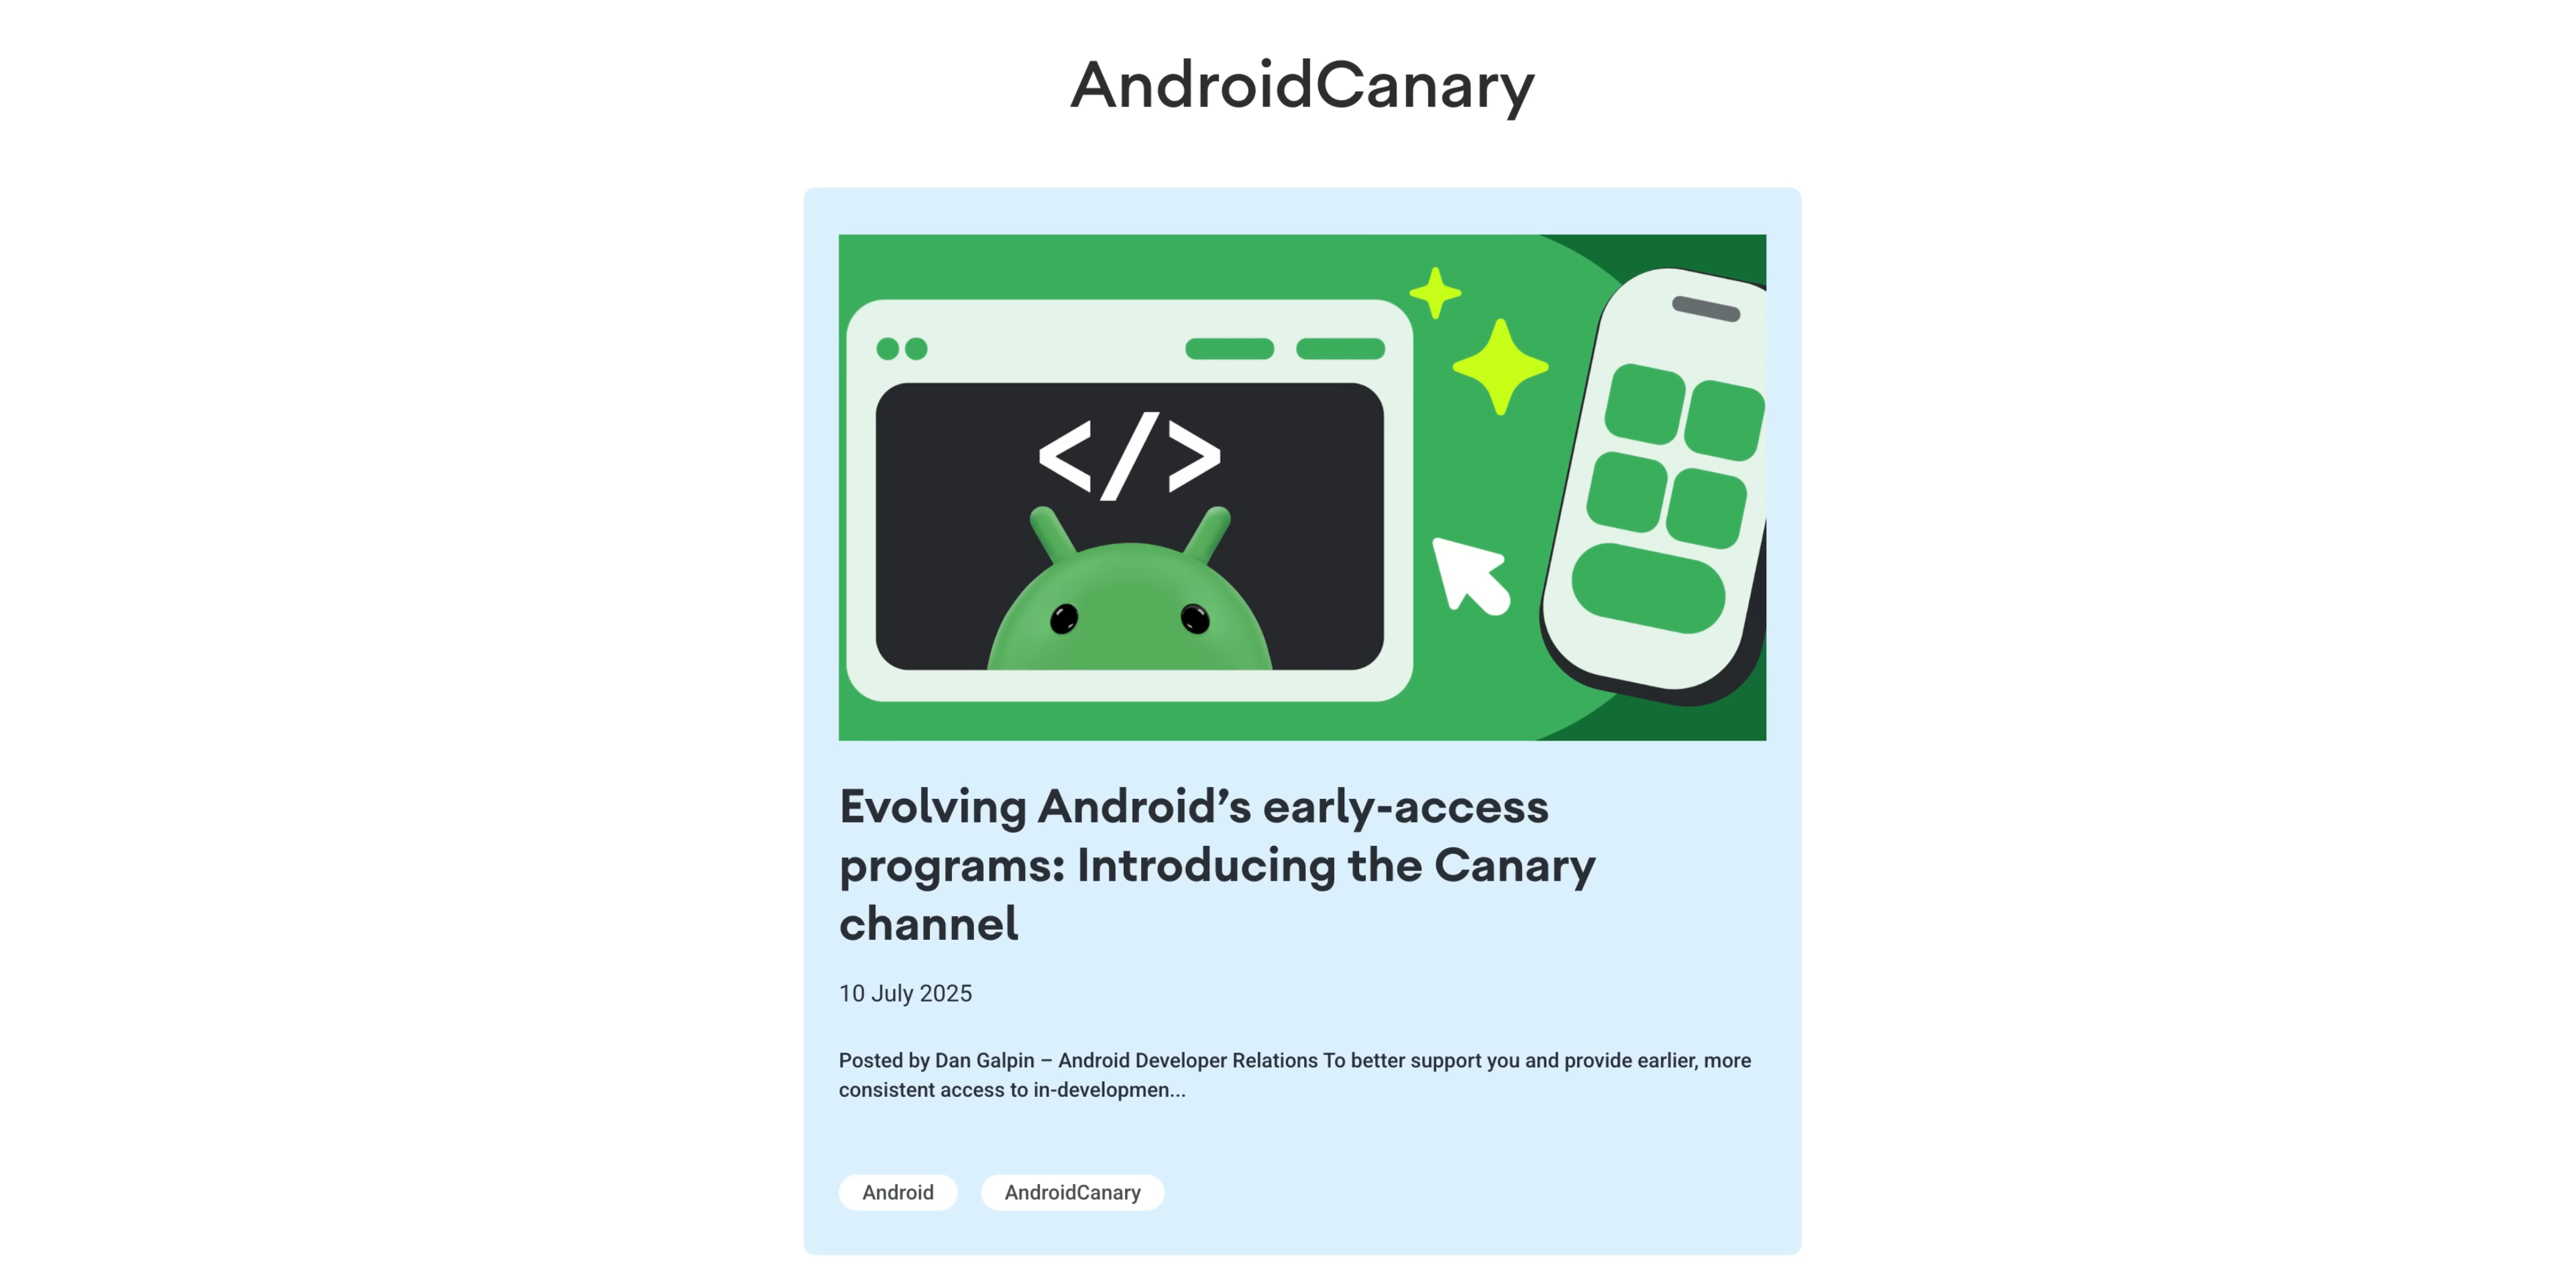 AndroidCanary
</>
Evolving Android’s early-access
programs: Introducing the Canary
channel
10 July 2025
Posted by Dan Galpin – Android Developer Relations To better support you and provide earlier, more
consistent access to in-developmen...
Android
AndroidCanary